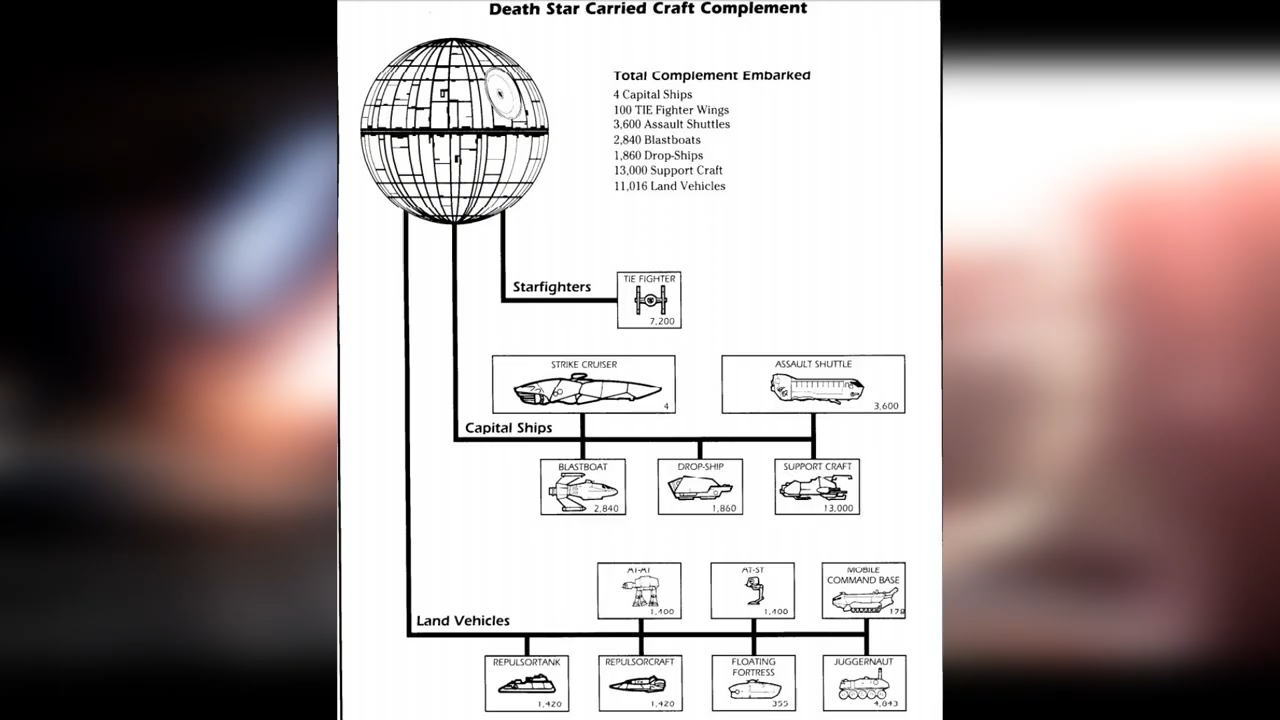 Death Star Carried Craft Complement
Total Complement Embarked
4 Capital Ships
100 TIE Fighter Wings
3,600 Assault Shuttles
2,840 Blastboats
1,860 Drop-Ships
13,000 Support Craft
11,016 Land Vehicles
Starfighters
TIE FIGHTER
7,200
STRIKE CRUISER
4
ASSAULT SHUTTLE
3,600
Capital Ships
BLASTBOAT
2,840
DROP-SHIP
1,860
SUPPORT CRAFT
13,000
AT-AT
1,400
AT-ST
1,400
MOBILE
COMMAND BASE
178
Land Vehicles
REPULSORTANK
1,420
REPULSORCRAFT
1,420
FLOATING
FORTRESS
355
JUGGERNAUT
4,843